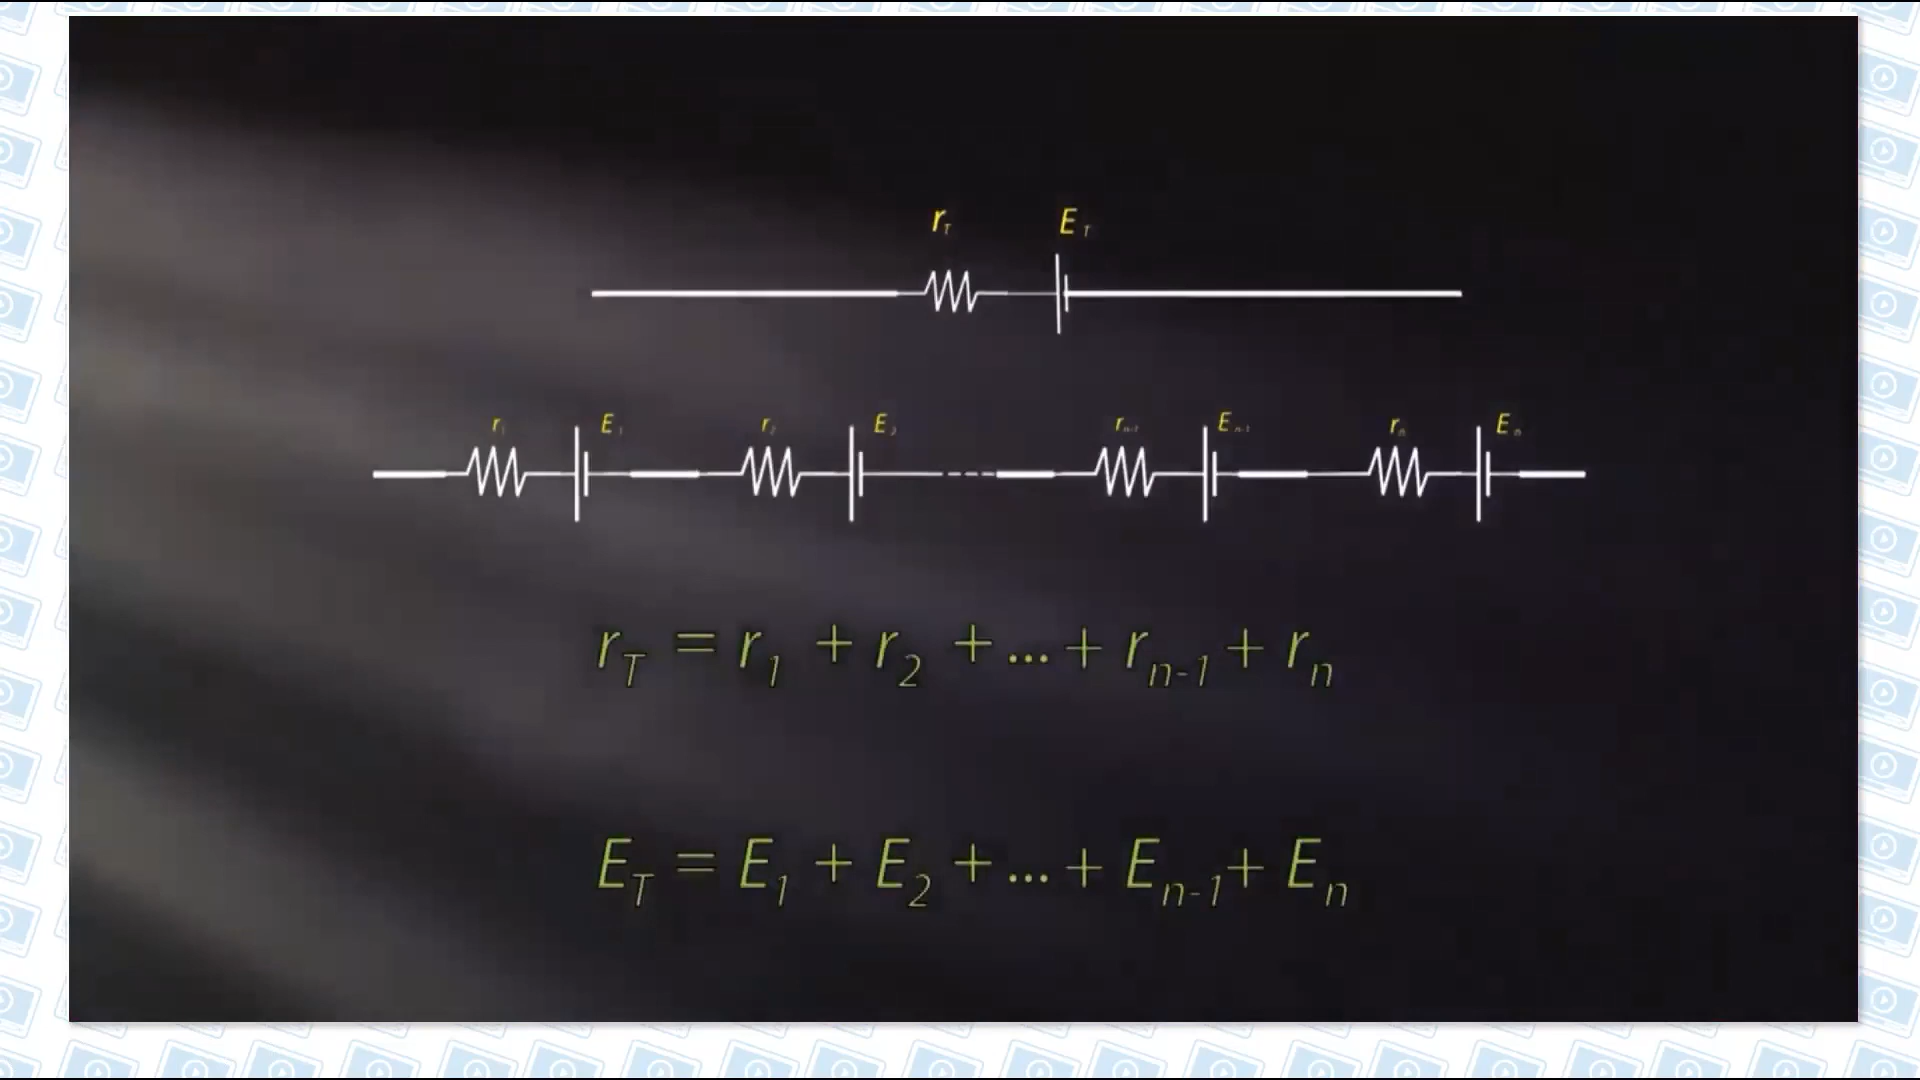 r_T E_T
r_1 E_1 r_2 E_2 r_n-1 E_n-1 r_n E_n
r_T = r_1 + r_2 + ... + r_n-1 + r_n
E_T = E_1 + E_2 + ... + E_n-1 + E_n